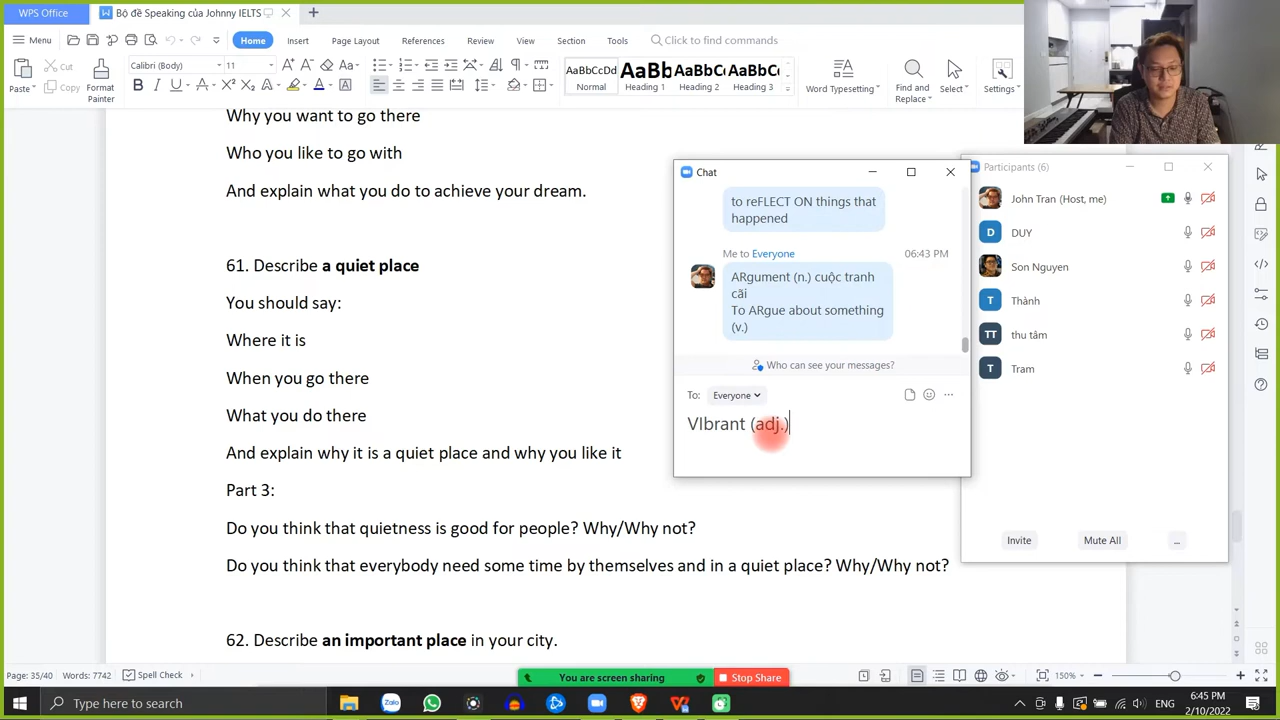 WPS Office
Bộ đề Speaking của Johnny IELTS
Menu
Home
Insert
Page Layout
References
Review
View
Section
Tools
Click to find commands
Paste
Cut
Copy
Format Painter
Calibri (Body)
11
AaBbCcDd
Normal
AaBb
Heading 1
AaBbC
Heading 2
AaBbC
Heading 3
Word Typesetting
Find and Replace
Select
Settings
Why you want to go there
Who you like to go with
And explain what you do to achieve your dream.
61. Describe a quiet place
You should say:
Where it is
When you go there
What you do there
And explain why it is a quiet place and why you like it
Part 3:
Do you think that quietness is good for people? Why/Why not?
Do you think that everybody need some time by themselves and in a quiet place? Why/Why not?
62. Describe an important place in your city.
Chat
to reFLECT ON things that
happened
Me to Everyone
06:43 PM
ARgument (n.) cuộc tranh
cãi
To ARgue about something
(v.)
Who can see your messages?
To:
Everyone
VIbrant (adj.)
Participants (6)
John Tran (Host, me)
D
DUY
Son Nguyen
T
Thành
TT
thu tâm
T
Tram
Invite
Mute All
...
Page: 35/40
Words: 7742
Spell Check
You are screen sharing
Stop Share
150%
Type here to search
ENG
6:45 PM
2/10/2022